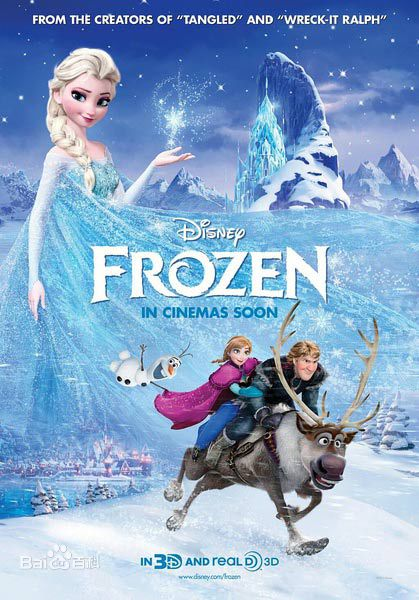 FROM THE CREATORS OF "TANGLED" AND "WRECK-IT RALPH"
Disney
FROZEN
IN CINEMAS SOON
Bai百科
IN 3D AND REAL D 3D
www.disney.com/frozen